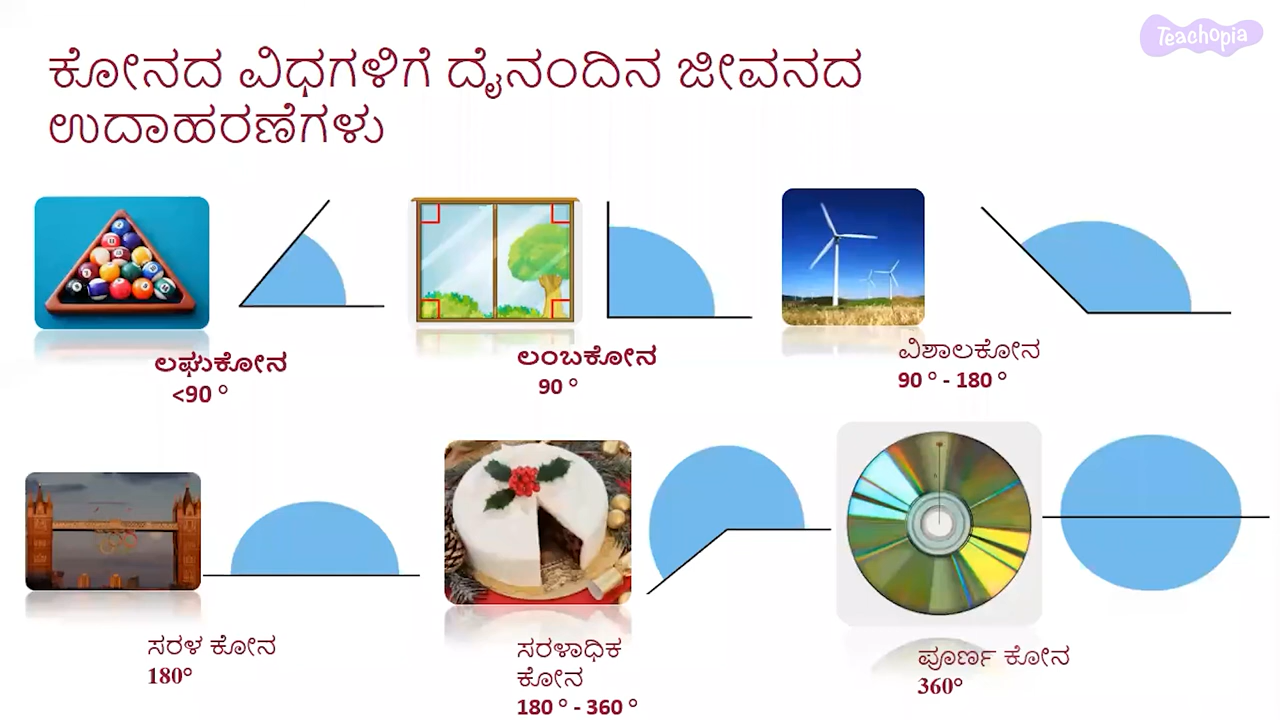 Teachopia
ಕೋನದ ವಿಧಗಳಿಗೆ ದೈನಂದಿನ ಜೀವನದ
ಉದಾಹರಣೆಗಳು
ಲಘುಕೋನ
<90 °
ಲಂಬಕೋನ
90 °
ವಿಶಾಲಕೋನ
90 ° - 180 °
ಸರಳ ಕೋನ
180°
ಸರಳಾಧಿಕ
ಕೋನ
180 ° - 360 °
ಪೂರ್ಣ ಕೋನ
360°